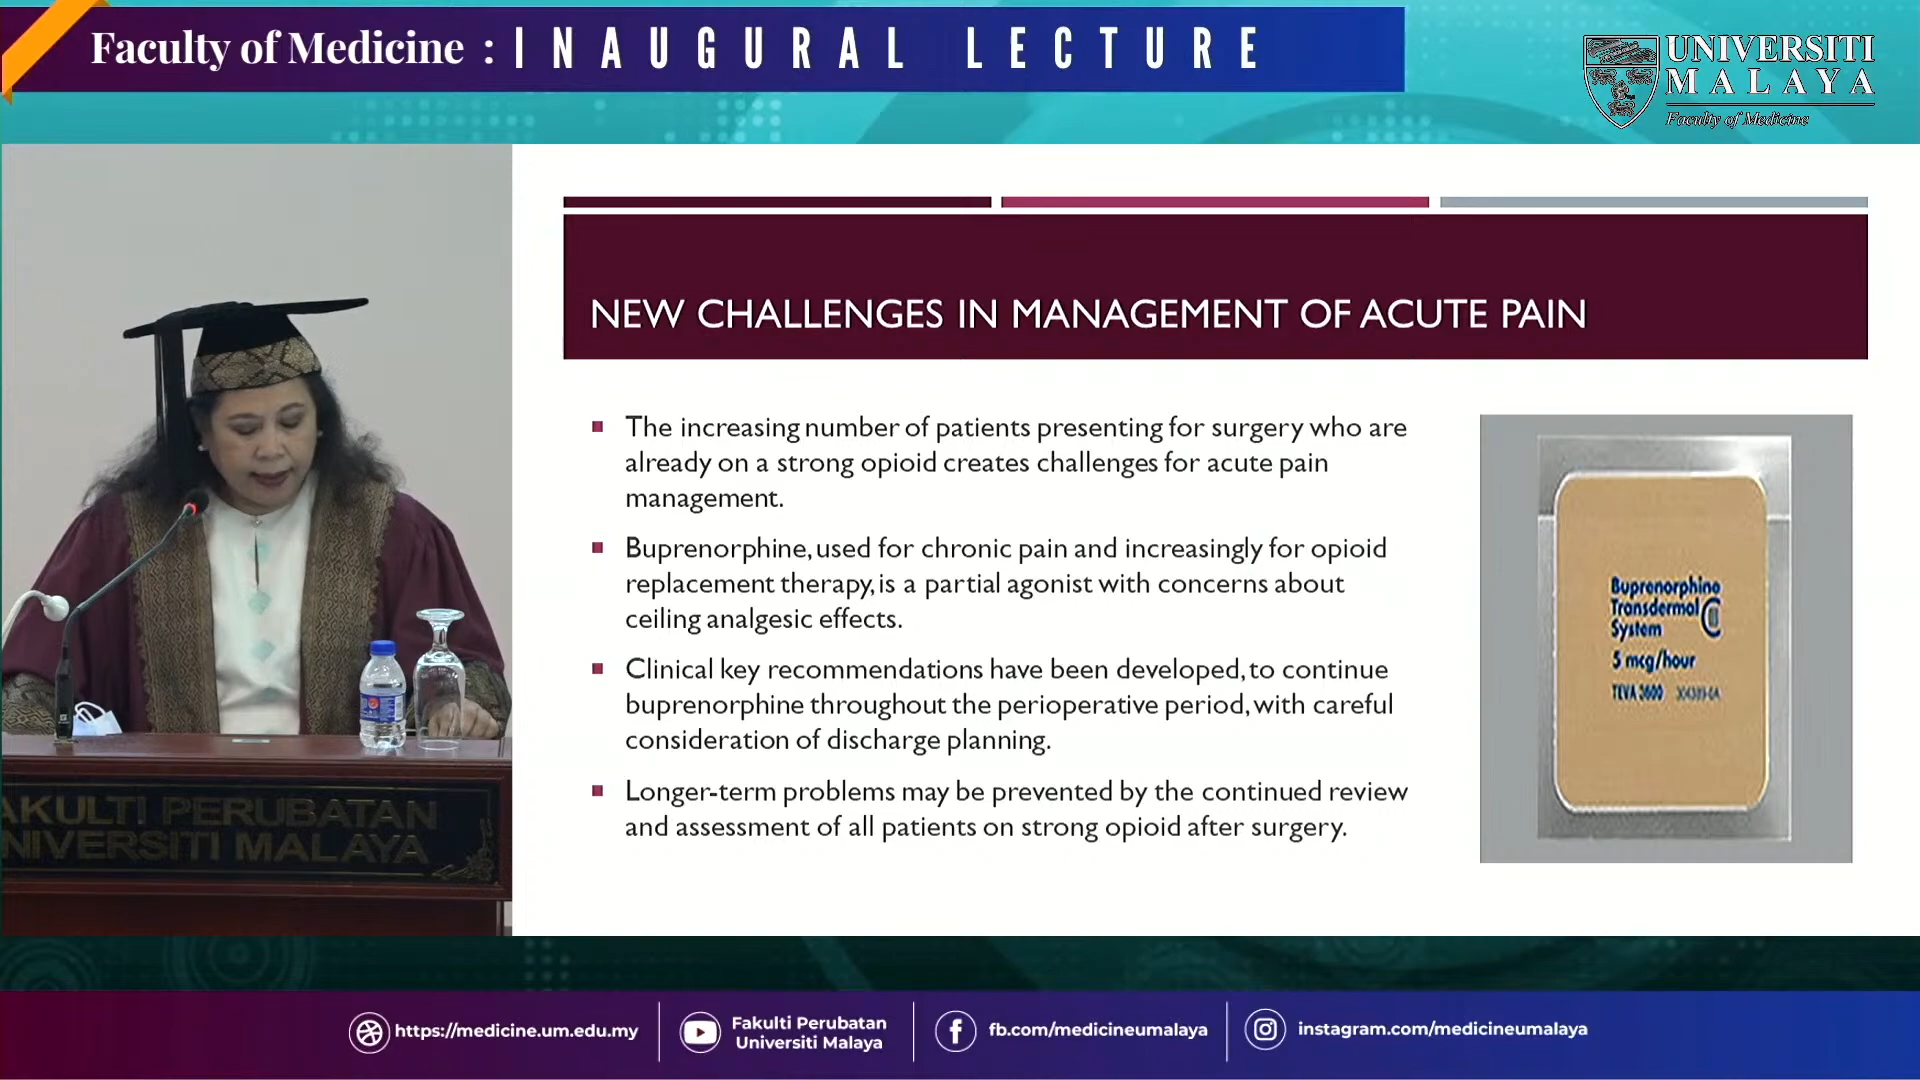 Faculty of Medicine : INAUGURAL LECTURE
UNIVERSITI
MALAYA
Faculty of Medicine
NEW CHALLENGES IN MANAGEMENT OF ACUTE PAIN
The increasing number of patients presenting for surgery who are
already on a strong opioid creates challenges for acute pain
management.
Buprenorphine, used for chronic pain and increasingly for opioid
replacement therapy, is a partial agonist with concerns about
ceiling analgesic effects.
Clinical key recommendations have been developed, to continue
buprenorphine throughout the perioperative period, with careful
consideration of discharge planning.
Longer-term problems may be prevented by the continued review
and assessment of all patients on strong opioid after surgery.
Buprenorphine
Transdermal
System
5 mcg/hour
TEVA 3600
AKULTI PERUBATAN
NIVERSITI MALAYA
https://medicine.um.edu.my
Fakulti Perubatan
Universiti Malaya
fb.com/medicineumalaya
instagram.com/medicineumalaya